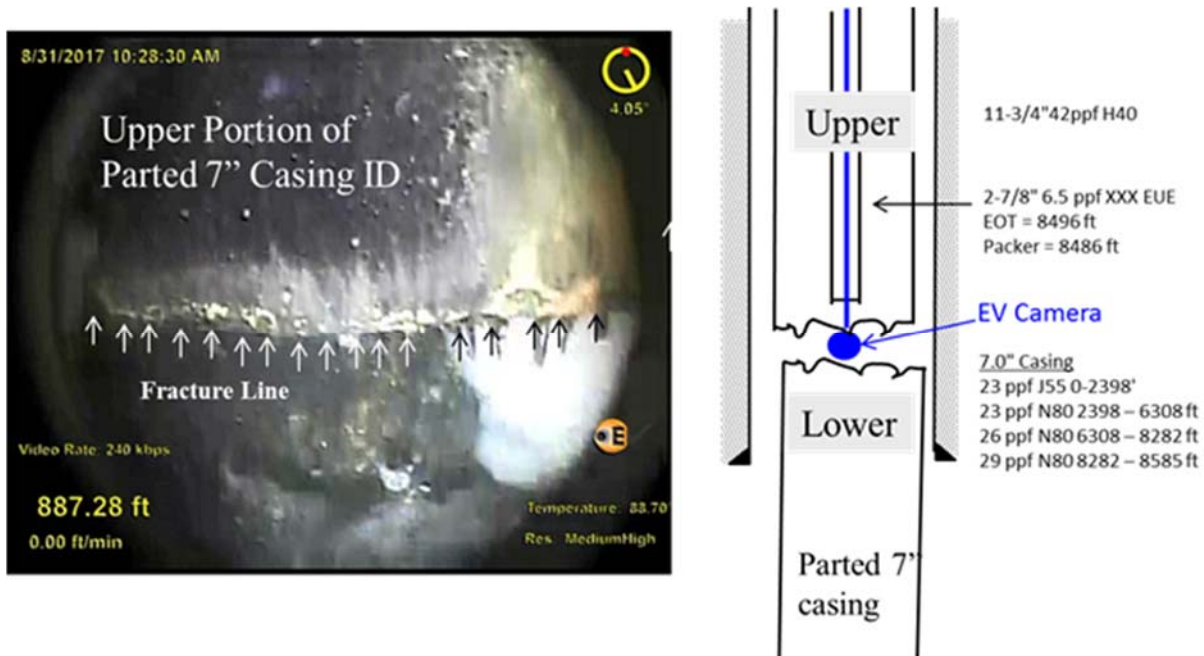 8/31/2017 10:28:30 AM
4.05°
Upper Portion of
Parted 7” Casing ID
Fracture Line
E
Video Rate: 240 kbps
887.28 ft
0.00 ft/min
Temperature: 88.70°
Res: MediumHigh
Upper
11-3/4"42ppf H40
2-7/8" 6.5 ppf XXX EUE
EOT = 8496 ft
Packer = 8486 ft
EV Camera
7.0" Casing
23 ppf J55 0-2398'
23 ppf N80 2398 – 6308 ft
26 ppf N80 6308 – 8282 ft
29 ppf N80 8282 – 8585 ft
Lower
Parted 7”
casing